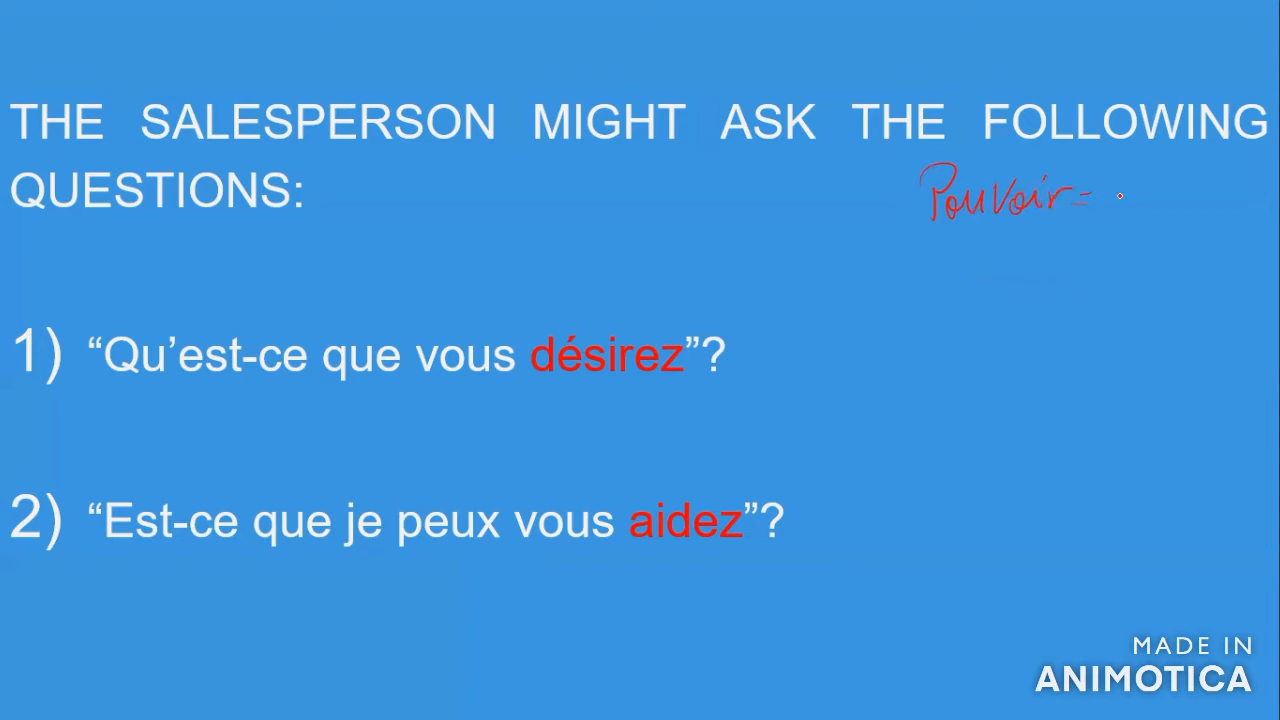 THE SALESPERSON MIGHT ASK THE FOLLOWING
QUESTIONS:
Pouvoir=
1) “Qu’est-ce que vous désirez”?
2) “Est-ce que je peux vous aidez”?
MADE IN
ANIMOTICA